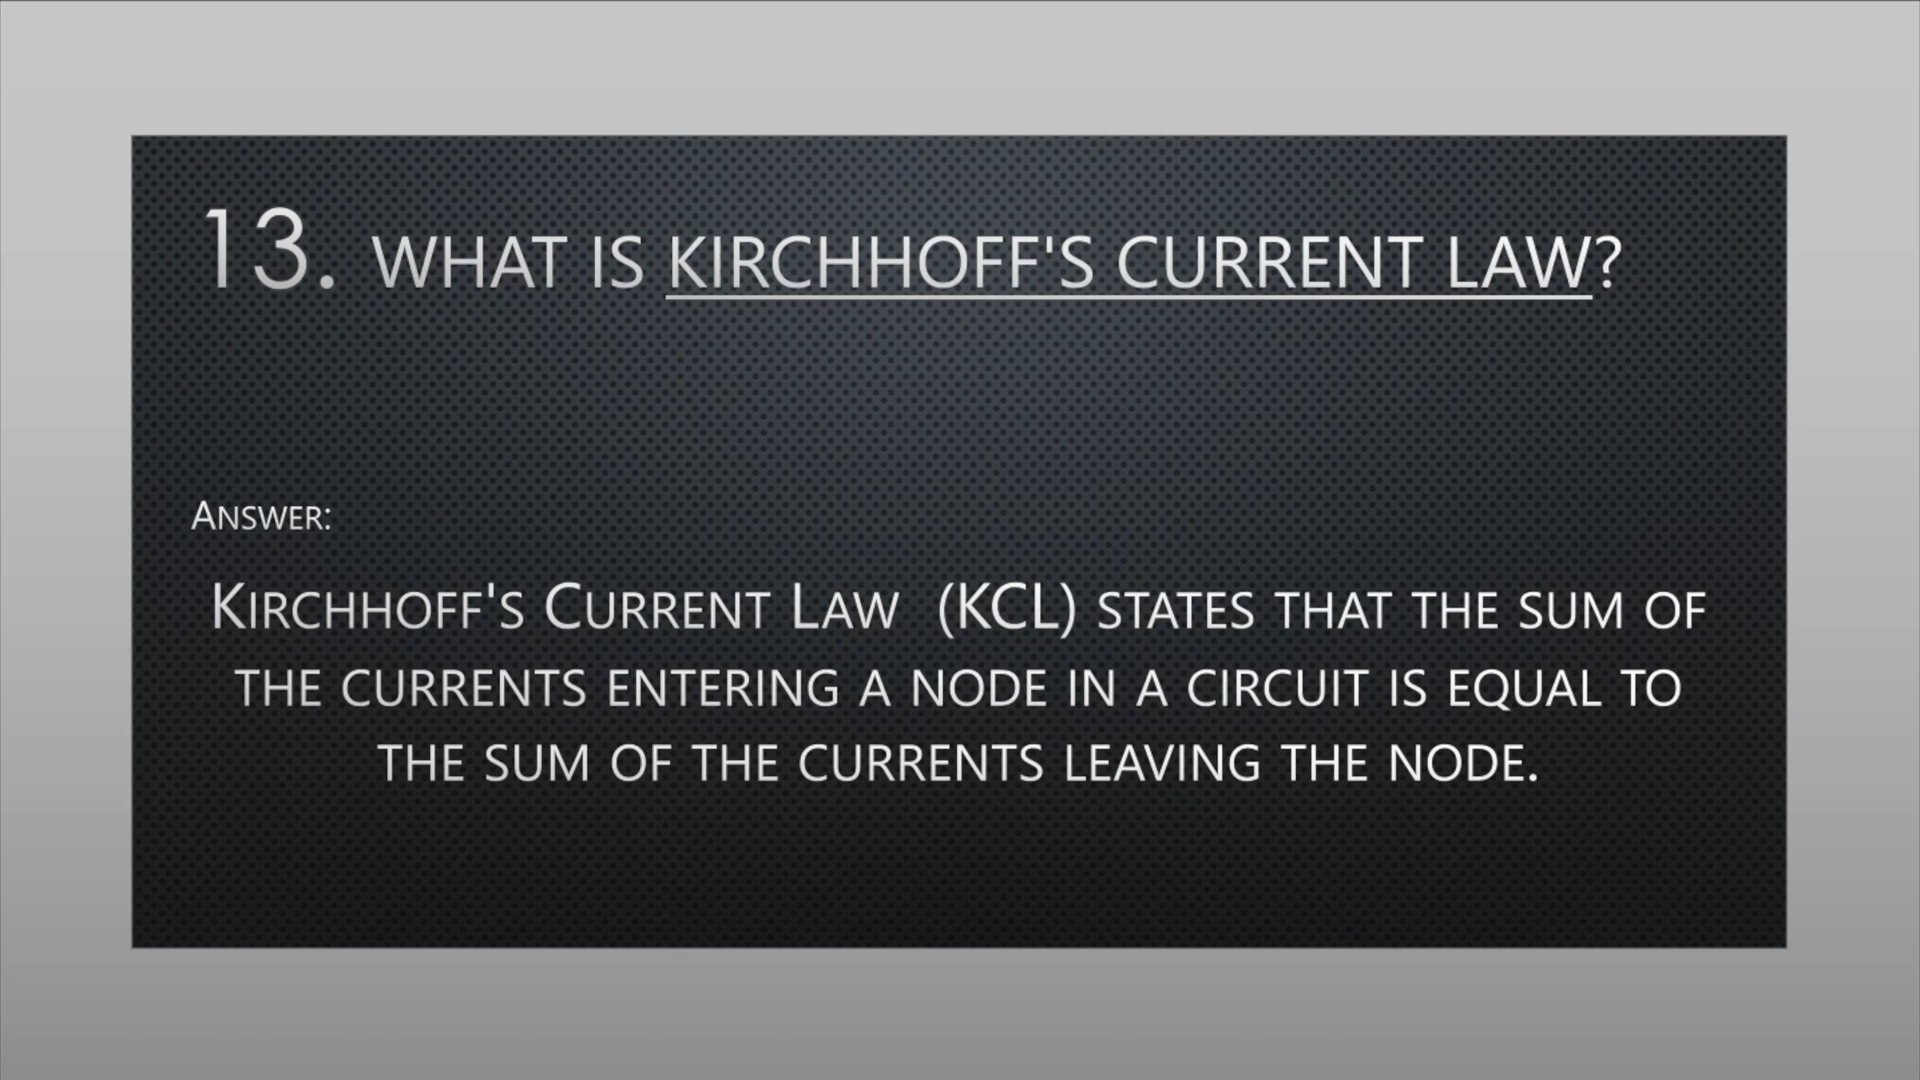 13. WHAT IS KIRCHHOFF'S CURRENT LAW?
ANSWER:
KIRCHHOFF'S CURRENT LAW (KCL) STATES THAT THE SUM OF
THE CURRENTS ENTERING A NODE IN A CIRCUIT IS EQUAL TO
THE SUM OF THE CURRENTS LEAVING THE NODE.